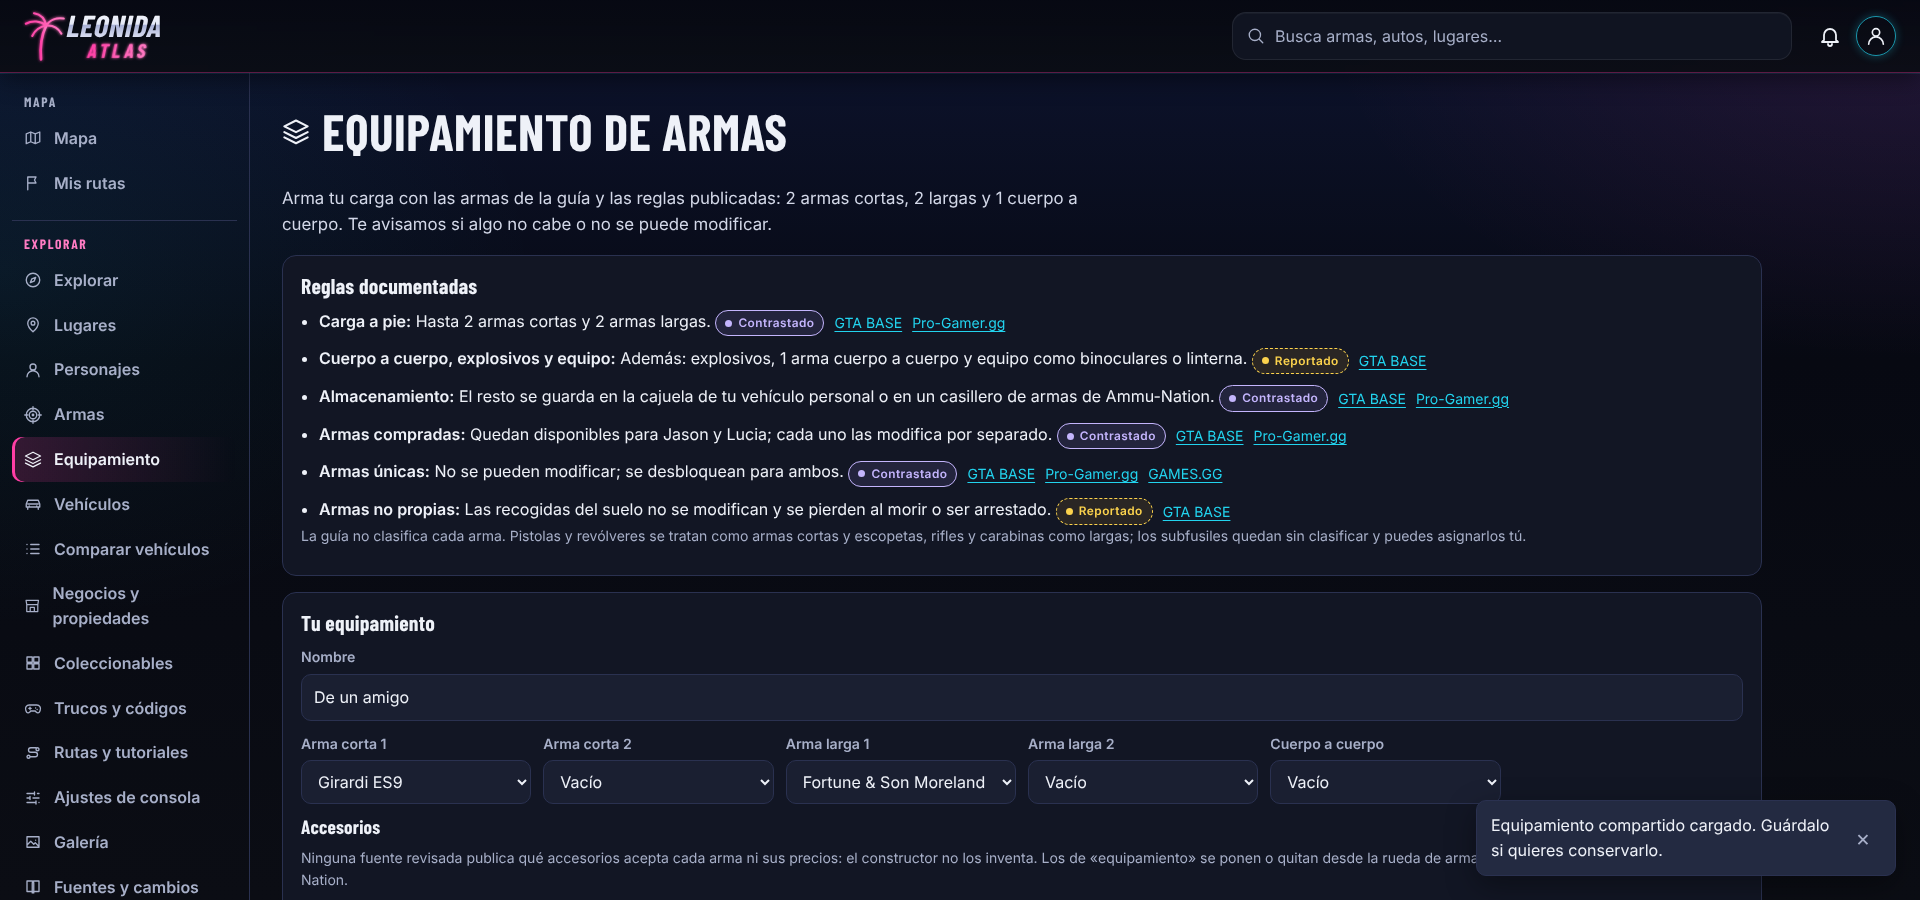 LEONIDA
ATLAS
Busca armas, autos, lugares...
MAPA
Mapa
Mis rutas
EXPLORAR
Explorar
Lugares
Personajes
Armas
Equipamiento
Vehículos
Comparar vehículos
Negocios y
propiedades
Coleccionables
Trucos y códigos
Rutas y tutoriales
Ajustes de consola
Galería
Fuentes y cambios
EQUIPAMIENTO DE ARMAS
Arma tu carga con las armas de la guía y las reglas publicadas: 2 armas cortas, 2 largas y 1 cuerpo a
cuerpo. Te avisamos si algo no cabe o no se puede modificar.
Reglas documentadas
• Carga a pie: Hasta 2 armas cortas y 2 armas largas. Contrastado GTA BASE Pro-Gamer.gg
• Cuerpo a cuerpo, explosivos y equipo: Además: explosivos, 1 arma cuerpo a cuerpo y equipo como binoculares o linterna. Reportado GTA BASE
• Almacenamiento: El resto se guarda en la cajuela de tu vehículo personal o en un casillero de armas de Ammu-Nation. Contrastado GTA BASE Pro-Gamer.gg
• Armas compradas: Quedan disponibles para Jason y Lucia; cada uno las modifica por separado. Contrastado GTA BASE Pro-Gamer.gg
• Armas únicas: No se pueden modificar; se desbloquean para ambos. Contrastado GTA BASE Pro-Gamer.gg GAMES.GG
• Armas no propias: Las recogidas del suelo no se modifican y se pierden al morir o ser arrestado. Reportado GTA BASE
La guía no clasifica cada arma. Pistolas y revólveres se tratan como armas cortas y escopetas, rifles y carabinas como largas; los subfusiles quedan sin clasificar y puedes asignarlos tú.
Tu equipamiento
Nombre
De un amigo
Arma corta 1 Arma corta 2 Arma larga 1 Arma larga 2 Cuerpo a cuerpo
Girardi ES9 Vacío Fortune & Son Moreland Vacío Vacío
Accesorios
Ninguna fuente revisada publica qué accesorios acepta cada arma ni sus precios: el constructor no los inventa. Los de «equipamiento» se ponen o quitan desde la rueda de arma
Nation.
Equipamiento compartido cargado. Guárdalo
si quieres conservarlo.